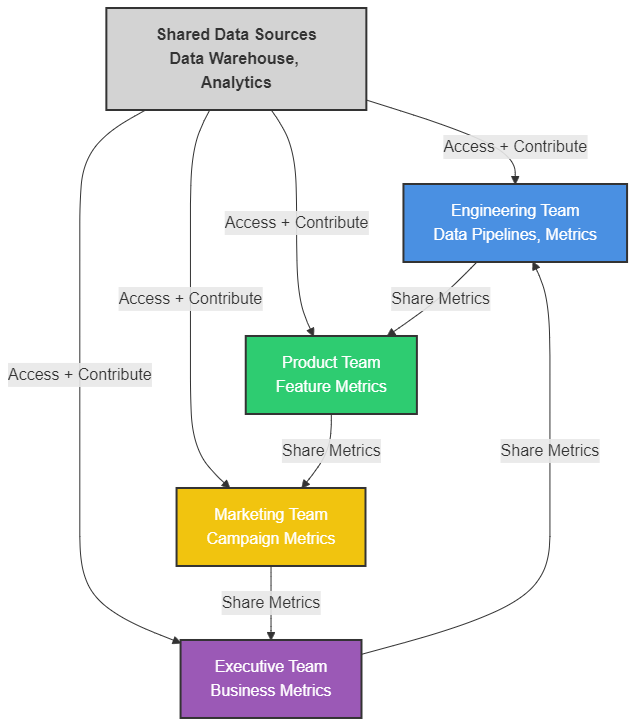 Shared Data Sources
Data Warehouse,
Analytics
Access + Contribute
Engineering Team
Data Pipelines, Metrics
Access + Contribute
Access + Contribute
Share Metrics
Product Team
Feature Metrics
Access + Contribute
Share Metrics
Share Metrics
Marketing Team
Campaign Metrics
Share Metrics
Executive Team
Business Metrics